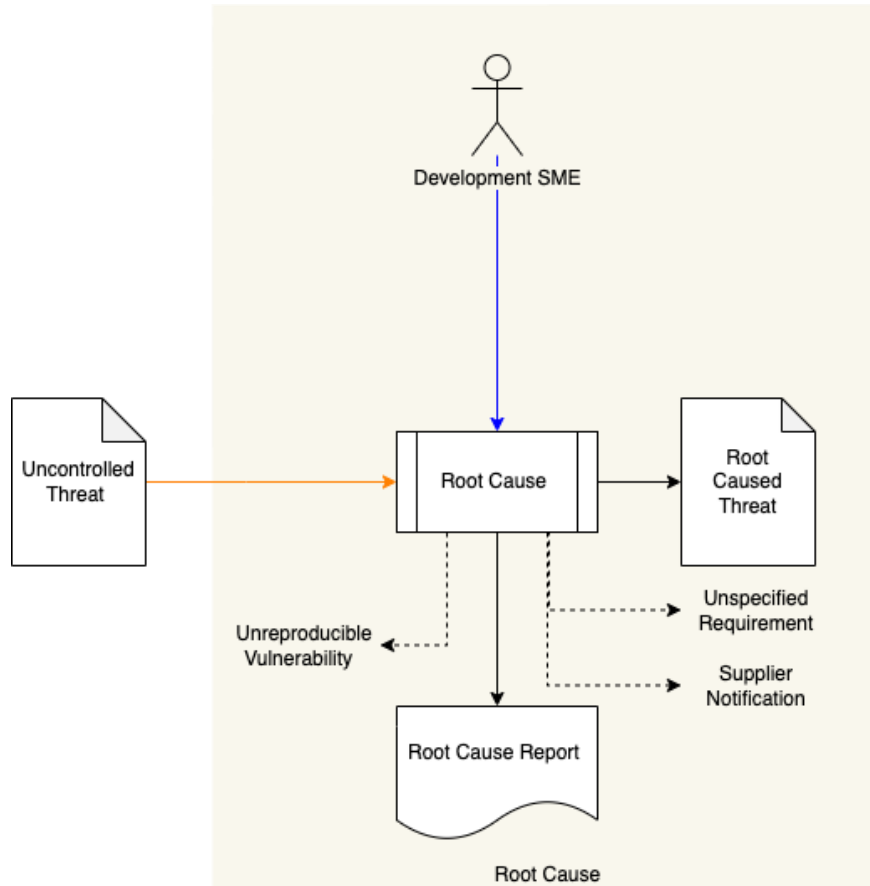 Development SME
Uncontrolled
Threat
Root Cause
Root
Caused
Threat
Unreproducible
Vulnerability
Unspecified
Requirement
Supplier
Notification
Root Cause Report
Root Cause